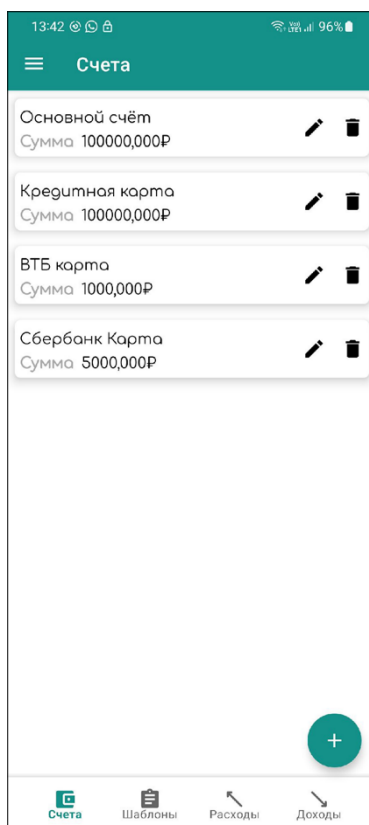 13:42 96%
Счета
Основной счёт
Сумма 100000,000₽
Кредитная карта
Сумма 100000,000₽
ВТБ карта
Сумма 1000,000₽
Сбербанк Карта
Сумма 5000,000₽
+
Счета Шаблоны Расходы Доходы